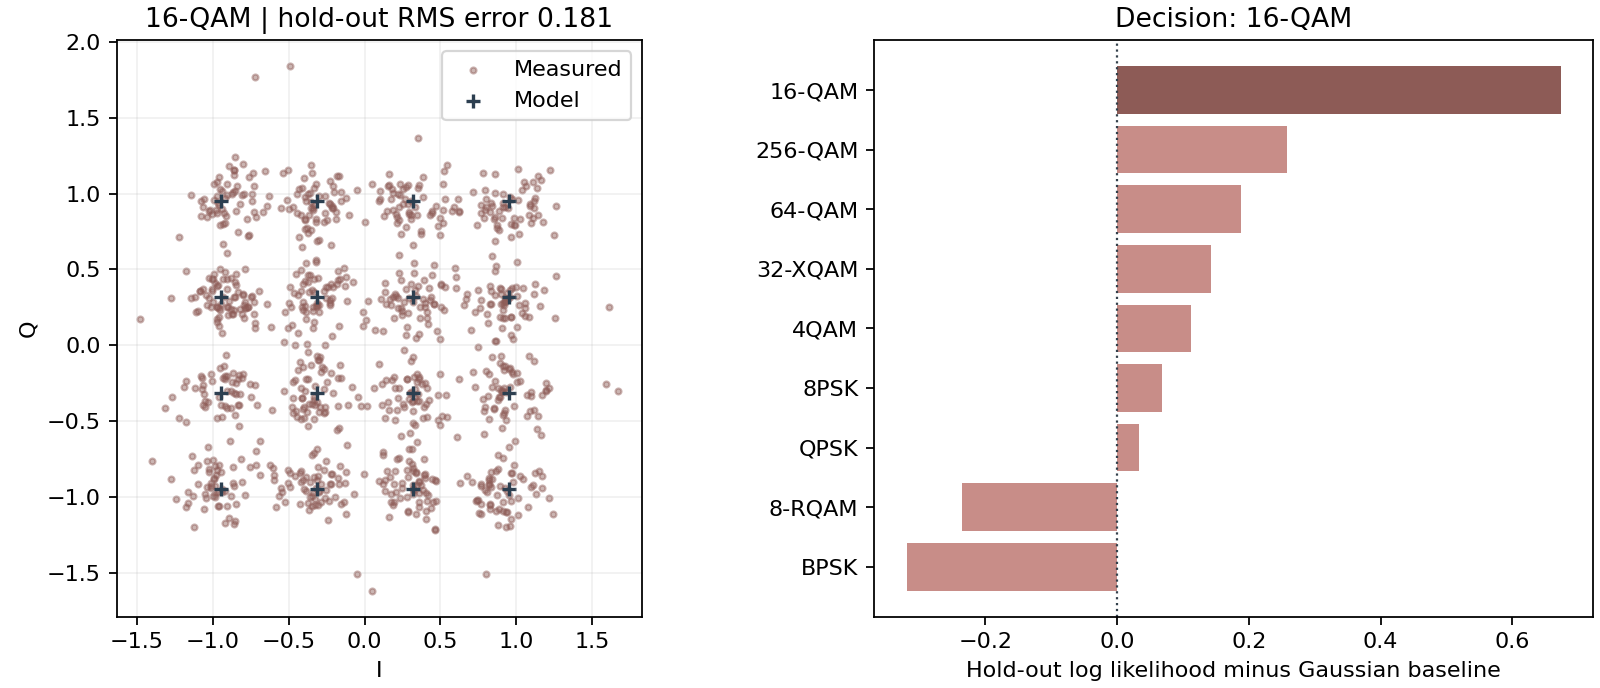 16-QAM | hold-out RMS error 0.181
Measured
Model
2.0
1.5
1.0
0.5
0.0
−0.5
−1.0
−1.5
Q
−1.5 −1.0 −0.5 0.0 0.5 1.0 1.5
I
Decision: 16-QAM
16-QAM
256-QAM
64-QAM
32-XQAM
4QAM
8PSK
QPSK
8-RQAM
BPSK
−0.2 0.0 0.2 0.4 0.6
Hold-out log likelihood minus Gaussian baseline